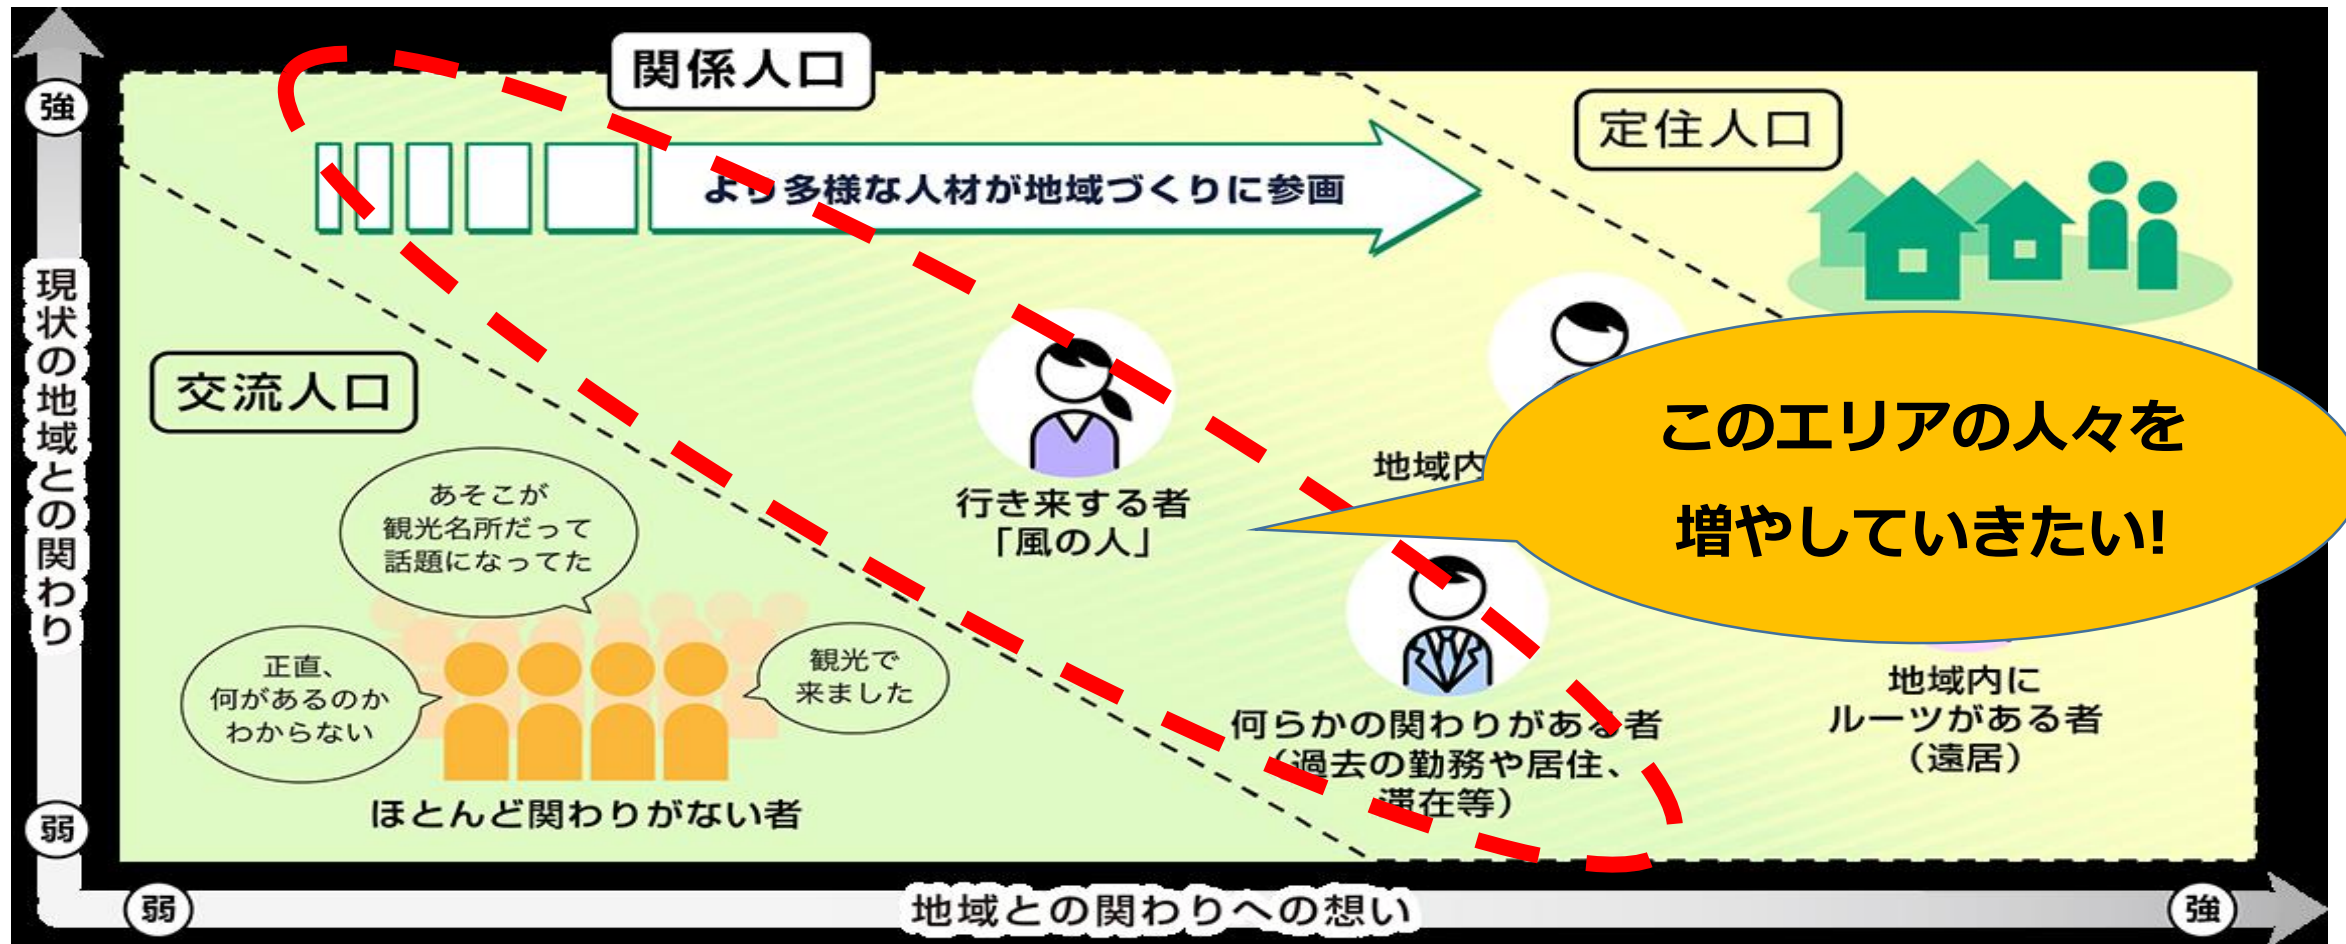 強
現状の地域との関わり
弱
関係人口
定住人口
より多様な人材が地域づくりに参画
交流人口
あそこが
観光名所だって
話題になってた
正直、
何があるのか
わからない
観光で
来ました
ほとんど関わりがない者
行き来する者
「風の人」
地域内
このエリアの人々を
増やしていきたい!
何らかの関わりがある者
（過去の勤務や居住、
滞在等）
地域内に
ルーツがある者
（遠居）
弱
地域との関わりへの想い
強